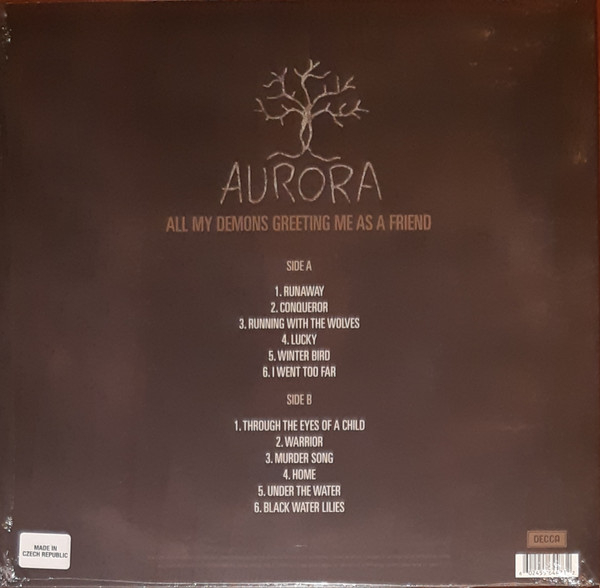 AURORA
ALL MY DEMONS GREETING ME AS A FRIEND
SIDE A
1. RUNAWAY
2. CONQUEROR
3. RUNNING WITH THE WOLVES
4. LUCKY
5. WINTER BIRD
6. I WENT TOO FAR
SIDE B
1. THROUGH THE EYES OF A CHILD
2. WARRIOR
3. MURDER SONG
4. HOME
5. UNDER THE WATER
6. BLACK WATER LILIES
MADE IN
CZECH REPUBLIC
DECCA